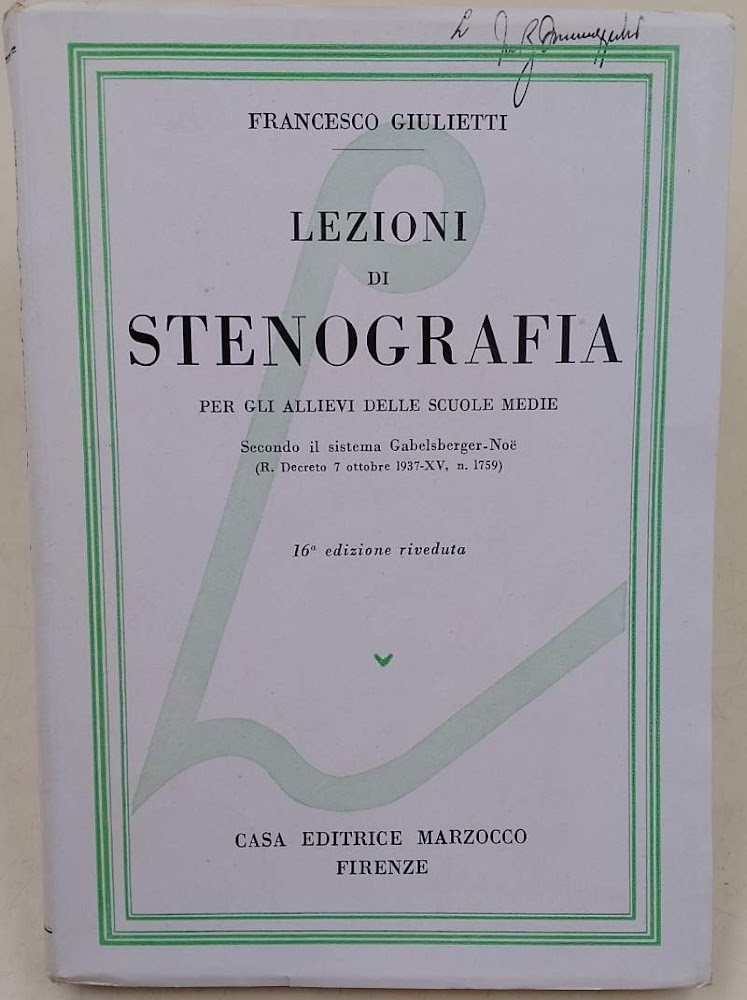 FRANCESCO GIULIETTI
LEZIONI
DI
STENOGRAFIA
PER GLI ALLIEVI DELLE SCUOLE MEDIE
Secondo il sistema Gabelsberger-Noë
(R. Decreto 7 ottobre 1937-XV, n. 1759)
16ª edizione riveduta
CASA EDITRICE MARZOCCO
FIRENZE